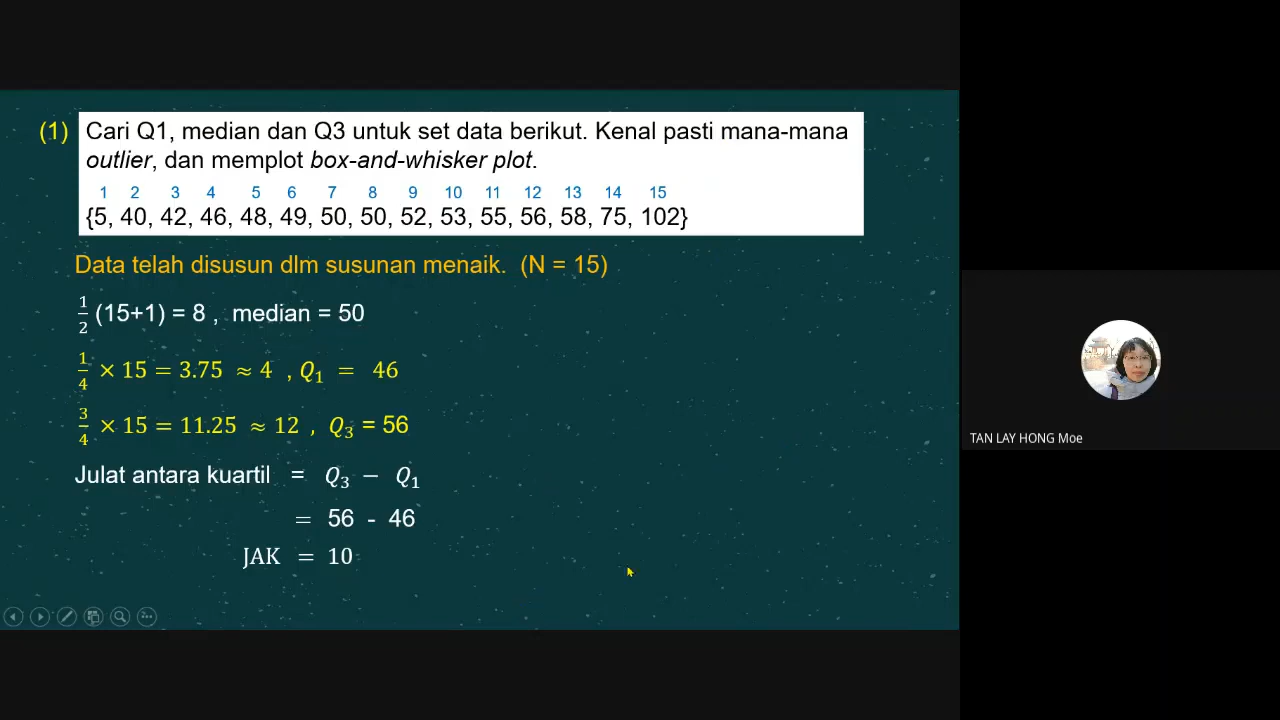 (1) Cari Q1, median dan Q3 untuk set data berikut. Kenal pasti mana-mana
outlier, dan memplot box-and-whisker plot.
1 2 3 4 5 6 7 8 9 10 11 12 13 14 15
{5, 40, 42, 46, 48, 49, 50, 50, 52, 53, 55, 56, 58, 75, 102}
Data telah disusun dlm susunan menaik. (N = 15)
1/2 (15+1) = 8 , median = 50
1/4 × 15 = 3.75 ≈ 4 , Q₁ = 46
3/4 × 15 = 11.25 ≈ 12 , Q₃ = 56
Julat antara kuartil = Q₃ − Q₁
= 56 - 46
JAK = 10
TAN LAY HONG Moe